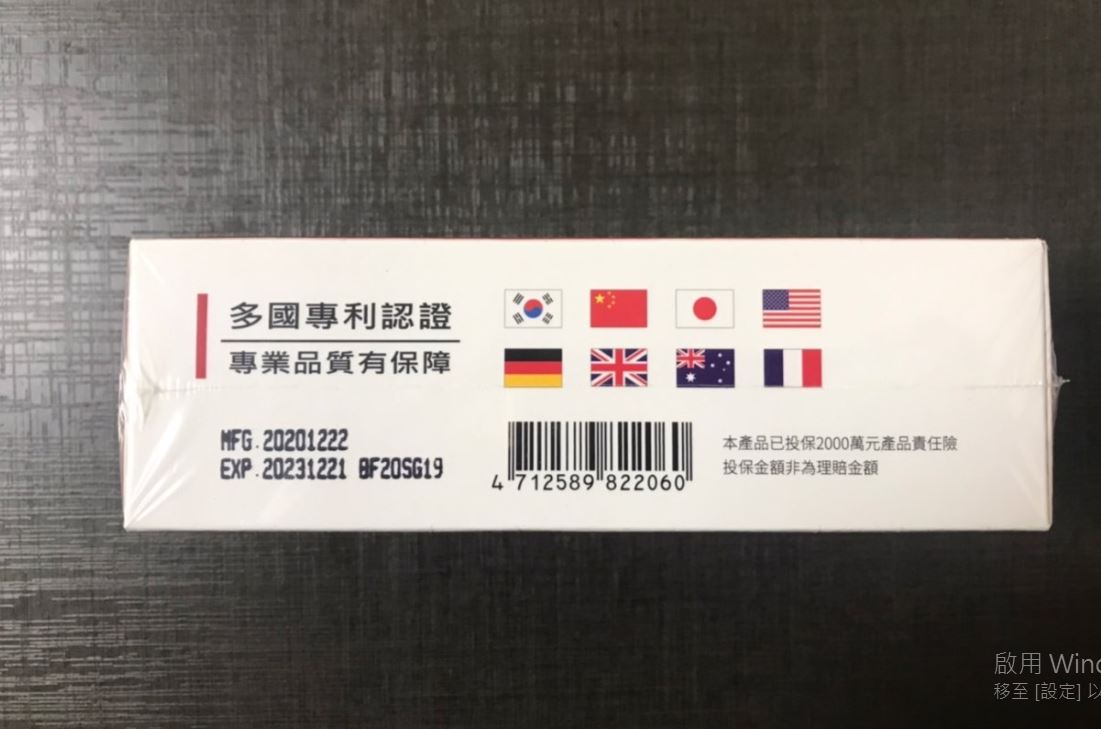 多國專利認證
專業品質有保障
MFG.20201222
EXP.20231221 BF20SG19
4 712589 822060
本產品已投保2000萬元產品責任險
投保金額非為理賠金額
啟用 Wind
移至 [設定] 以